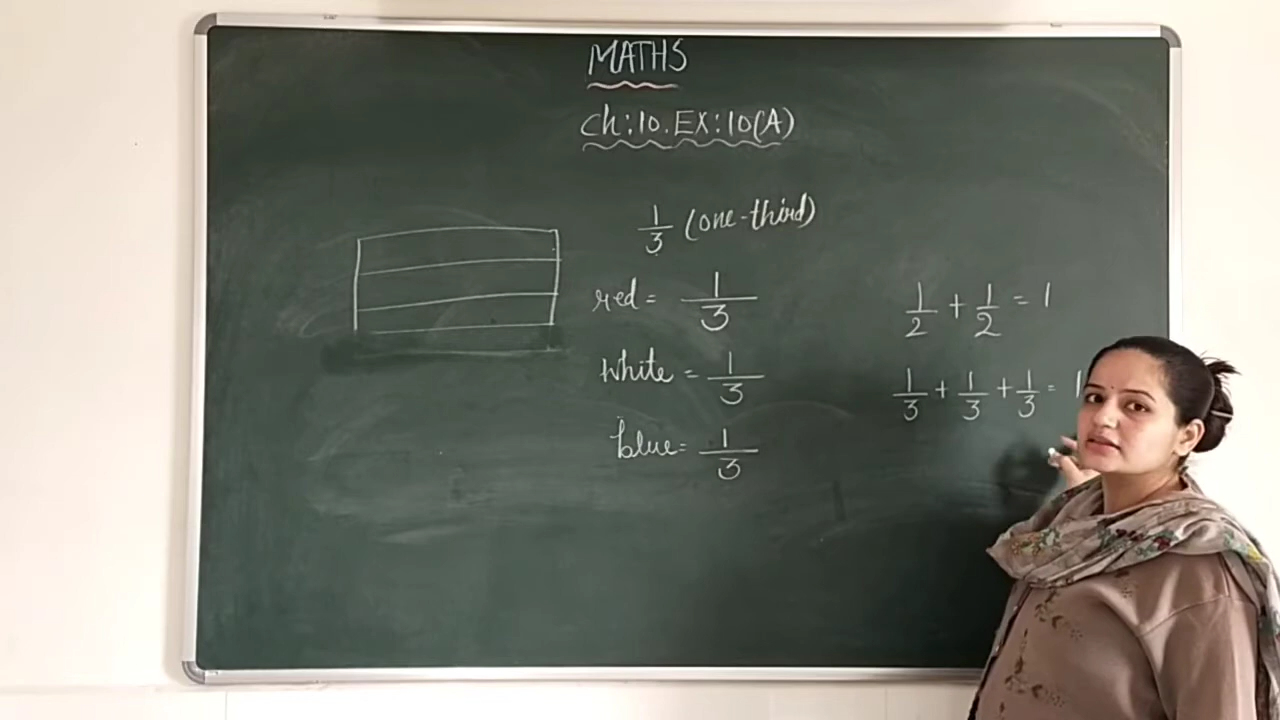 MATHS
Ch:10. EX:10(A)
1/3 (one-third)
red = 1/3
white = 1/3
blue = 1/3
1/2 + 1/2 = 1
1/3 + 1/3 + 1/3 = 1